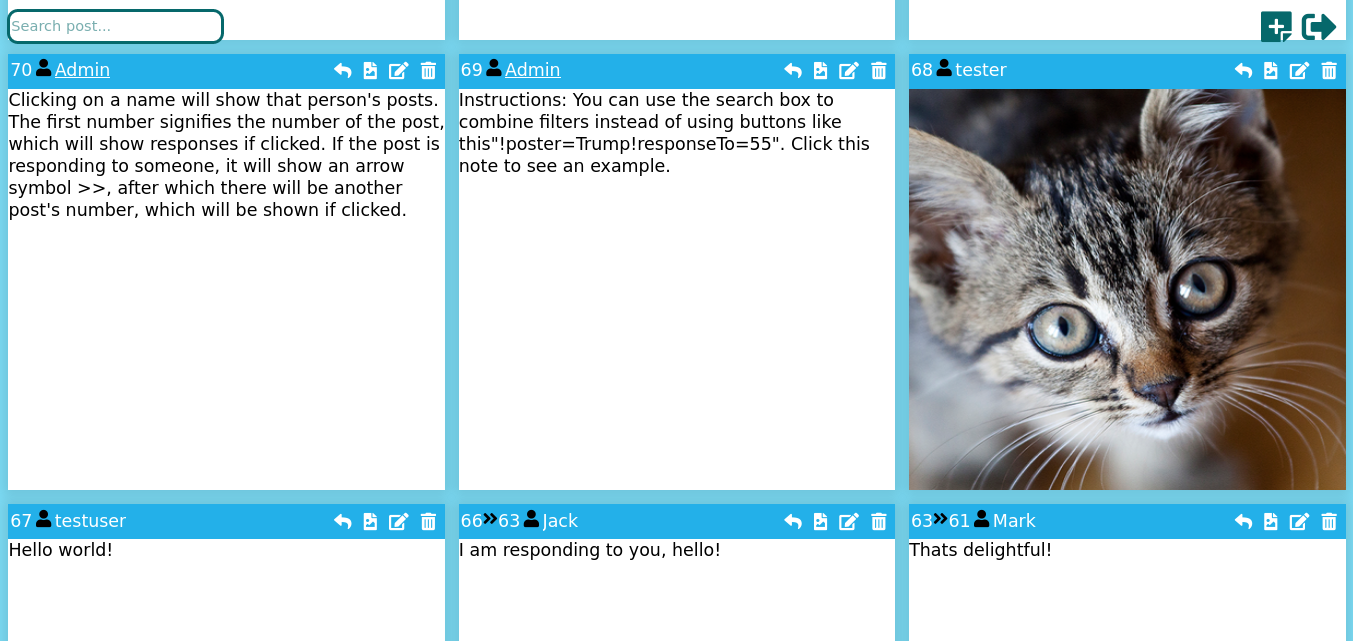 Search post...
70 Admin
Clicking on a name will show that person's posts.
The first number signifies the number of the post,
which will show responses if clicked. If the post is
responding to someone, it will show an arrow
symbol >>, after which there will be another
post's number, which will be shown if clicked.
69 Admin
Instructions: You can use the search box to
combine filters instead of using buttons like
this"!poster=Trump!responseTo=55". Click this
note to see an example.
68 tester
67 testuser
Hello world!
66 63 Jack
I am responding to you, hello!
63 61 Mark
Thats delightful!